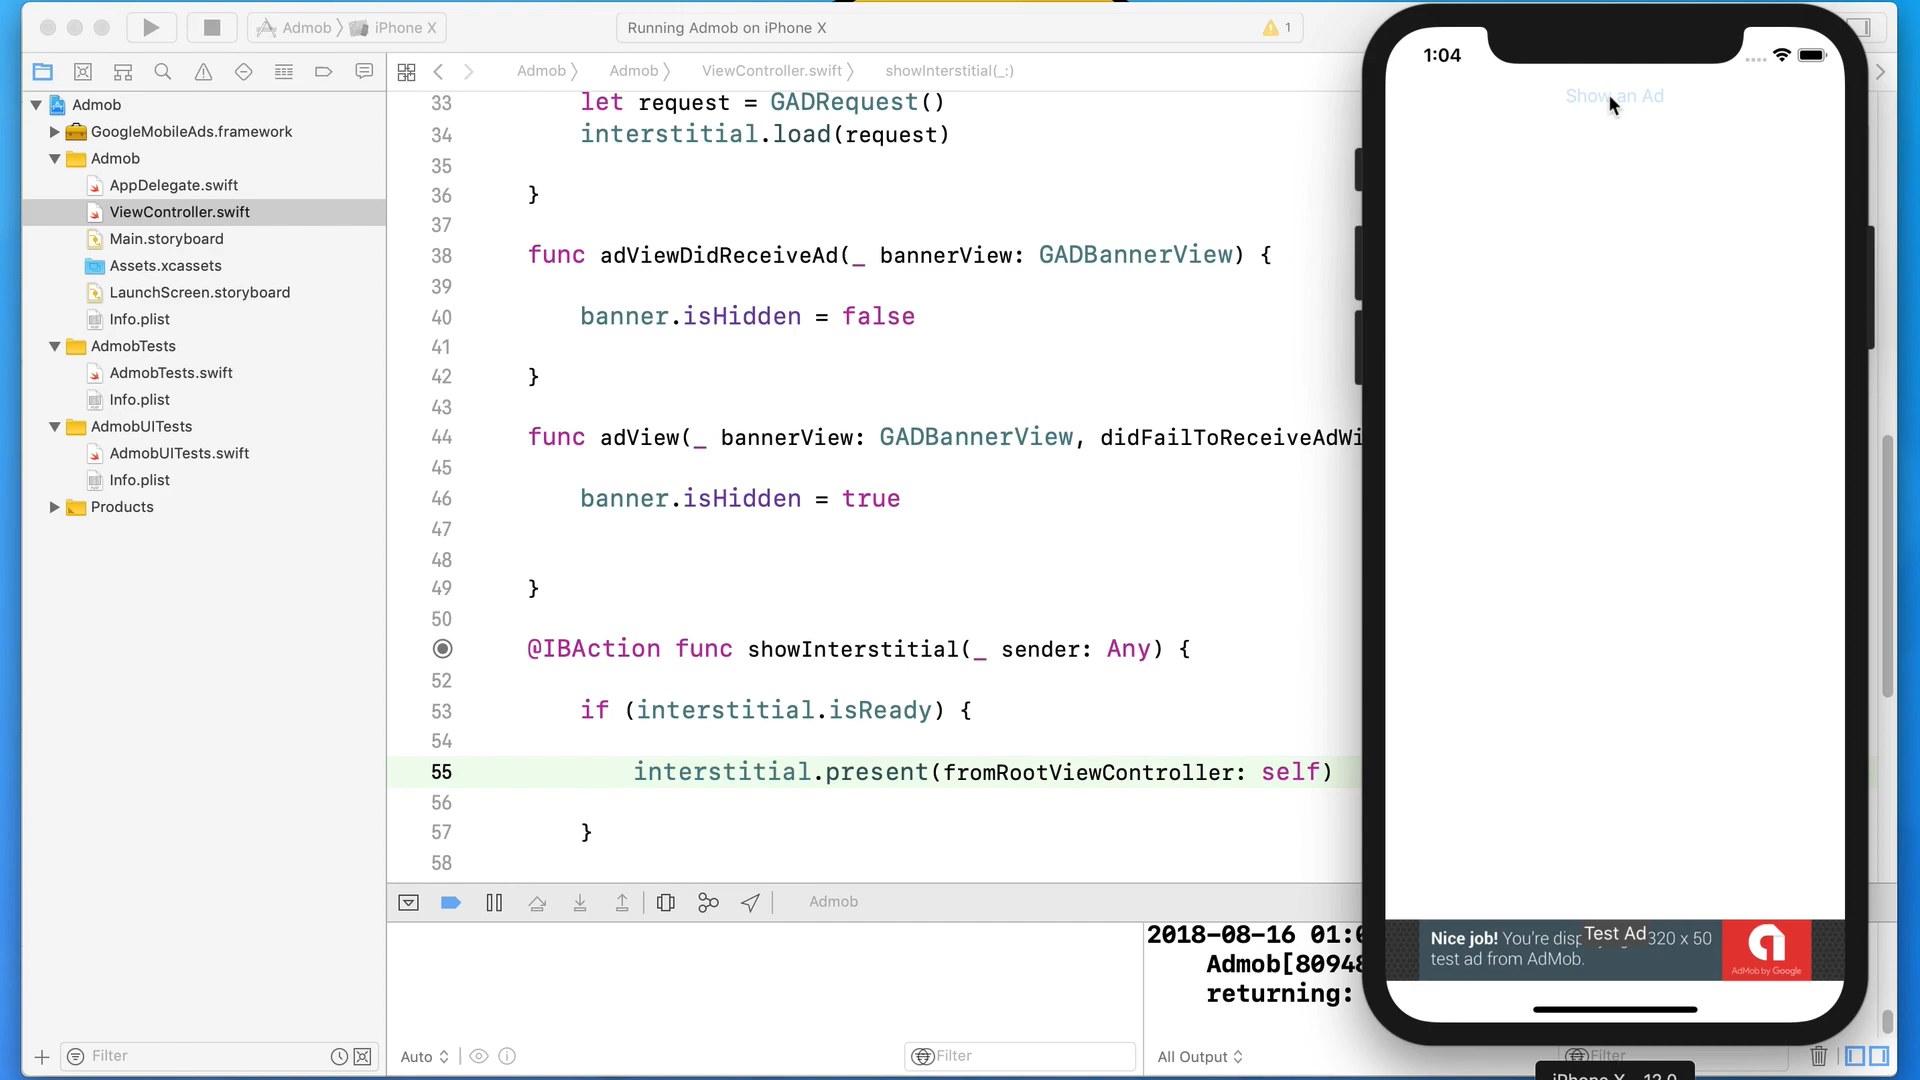 Admob
iPhone X
Running Admob on iPhone X
1
Admob
Admob
ViewController.swift
showInterstitial(_:)
Admob
GoogleMobileAds.framework
Admob
AppDelegate.swift
ViewController.swift
Main.storyboard
Assets.xcassets
LaunchScreen.storyboard
Info.plist
AdmobTests
AdmobTests.swift
Info.plist
AdmobUITests
AdmobUITests.swift
Info.plist
Products
Filter
33 let request = GADRequest()
34 interstitial.load(request)
35
36 }
37
38 func adViewDidReceiveAd(_ bannerView: GADBannerView) {
39
40 banner.isHidden = false
41
42 }
43
44 func adView(_ bannerView: GADBannerView, didFailToReceiveAdWi
45
46 banner.isHidden = true
47
48
49 }
50
@IBAction func showInterstitial(_ sender: Any) {
52
53 if (interstitial.isReady) {
54
55 interstitial.present(fromRootViewController: self)
56
57 }
58
Admob
2018-08-16 01:0
Admob[80948
returning:
Auto
Filter
All Output
Filter
1:04
Show an Ad
Nice job! You're 320 x 50
test ad from AdMob.
Test Ad
AdMob by Google